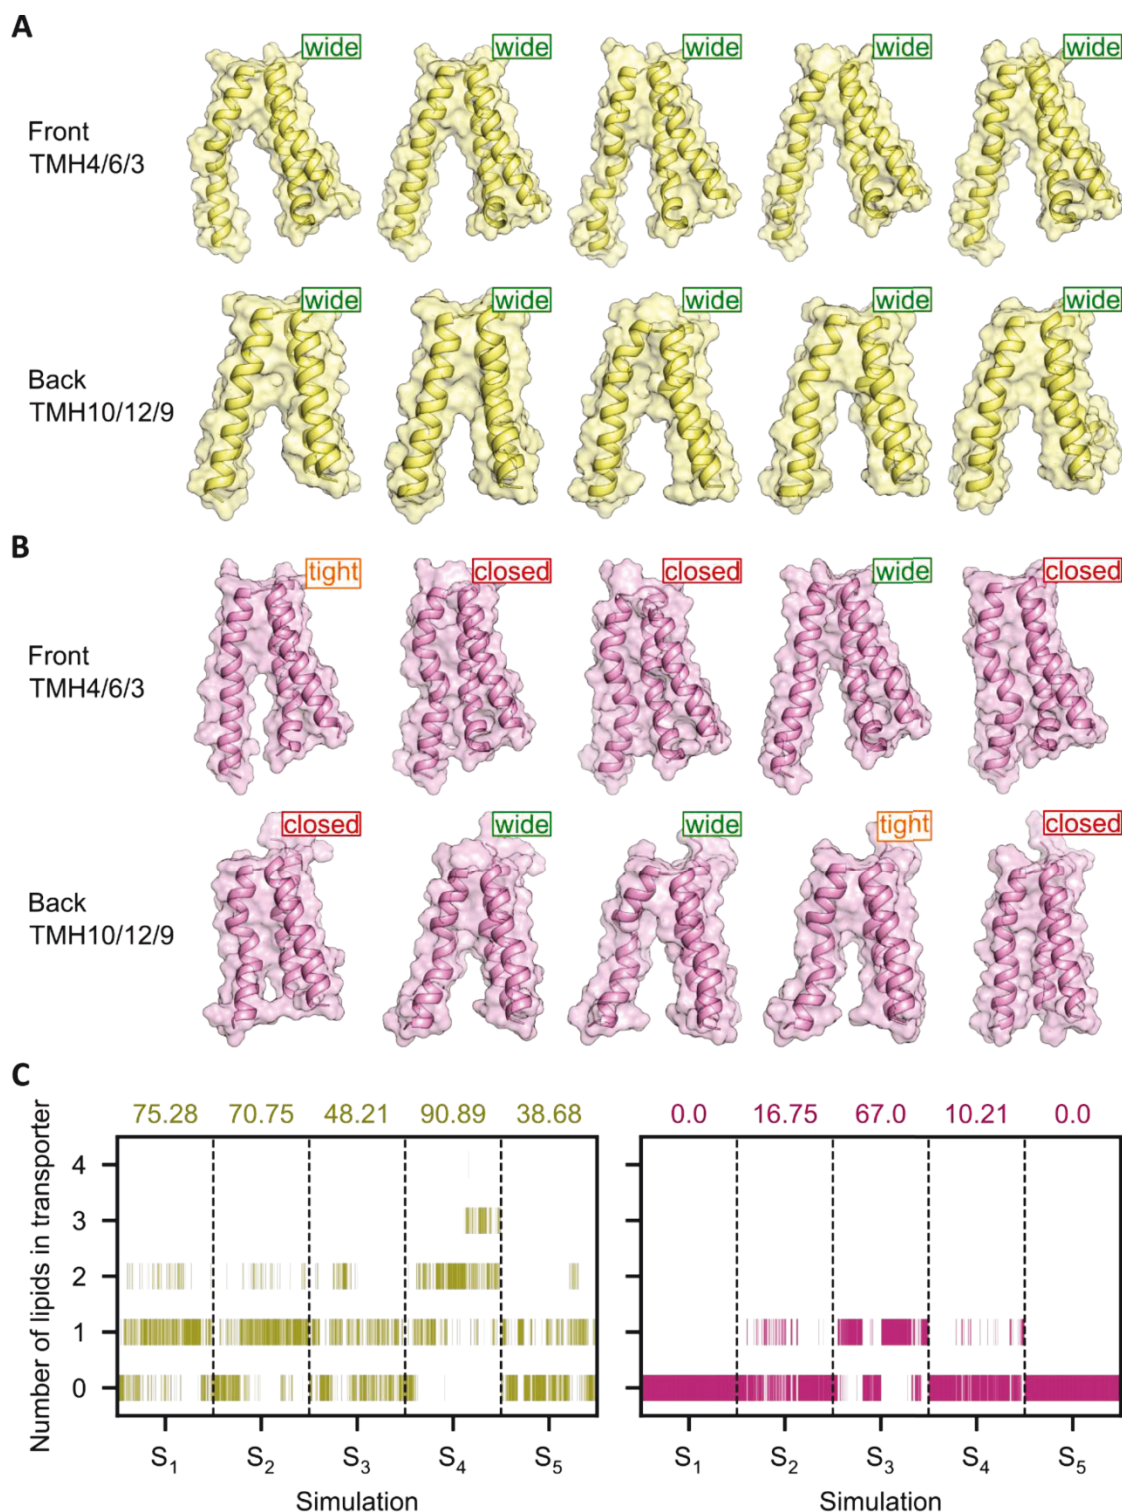 A
wide wide wide wide wide
Front
TMH4/6/3
wide wide wide wide wide
Back
TMH10/12/9
B
tight closed closed wide closed
Front
TMH4/6/3
closed wide wide tight closed
Back
TMH10/12/9
C
75.28 70.75 48.21 90.89 38.68 0.0 16.75 67.0 10.21 0.0
Number of lipids in transporter
4
3
2
1
0
S1 S2 S3 S4 S5 S1 S2 S3 S4 S5
Simulation Simulation